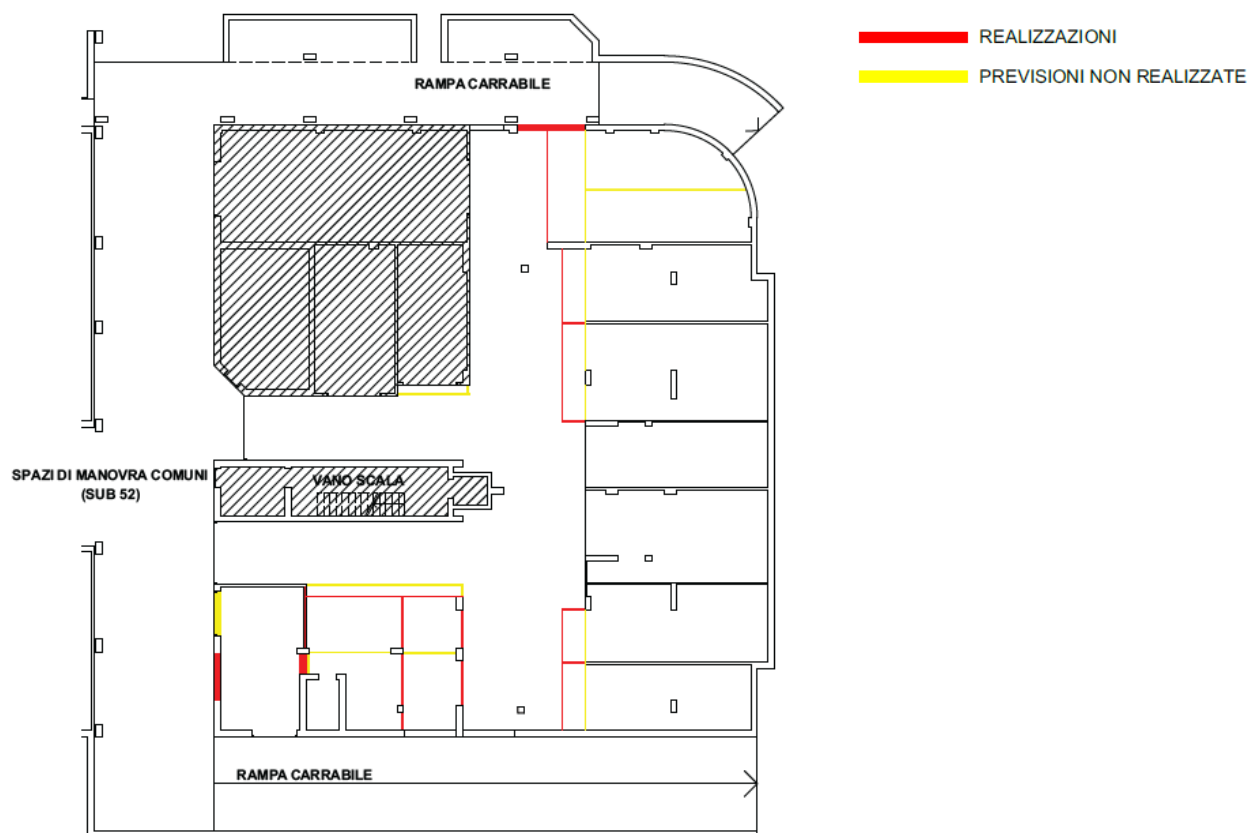 REALIZZAZIONI
PREVISIONI NON REALIZZATE
RAMPA CARRABILE
SPAZI DI MANOVRA COMUNI
(SUB 52)
VANO SCALA
RAMPA CARRABILE